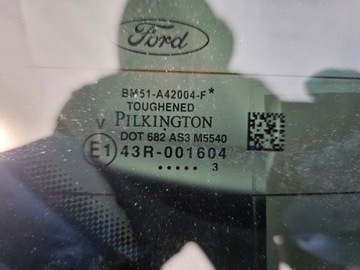 Ford
BM51-A42004-F*
TOUGHENED
V PILKINGTON
DOT 682 AS3 M5540
E1 43R-001604
..... 3